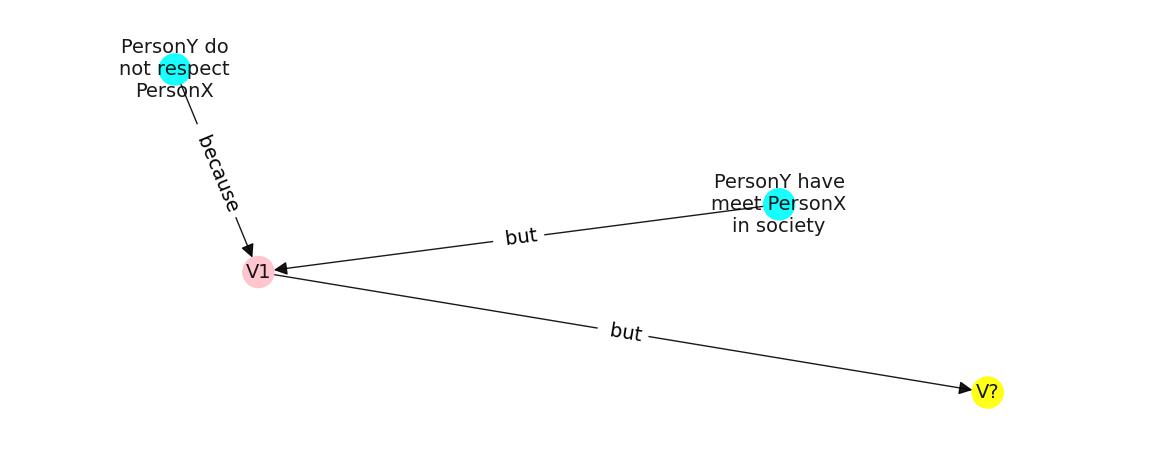 PersonY do
not respect
PersonX
because
PersonY have
meet PersonX
in society
but
V1
but
V?